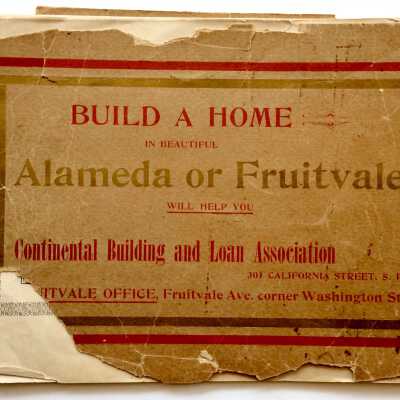 BUILD A HOME
IN BEAUTIFUL
Alameda or Fruitvale
WILL HELP YOU
Continental Building and Loan Association
301 CALIFORNIA STREET, S.
RUITVALE OFFICE, Fruitvale Ave. corner Washington St